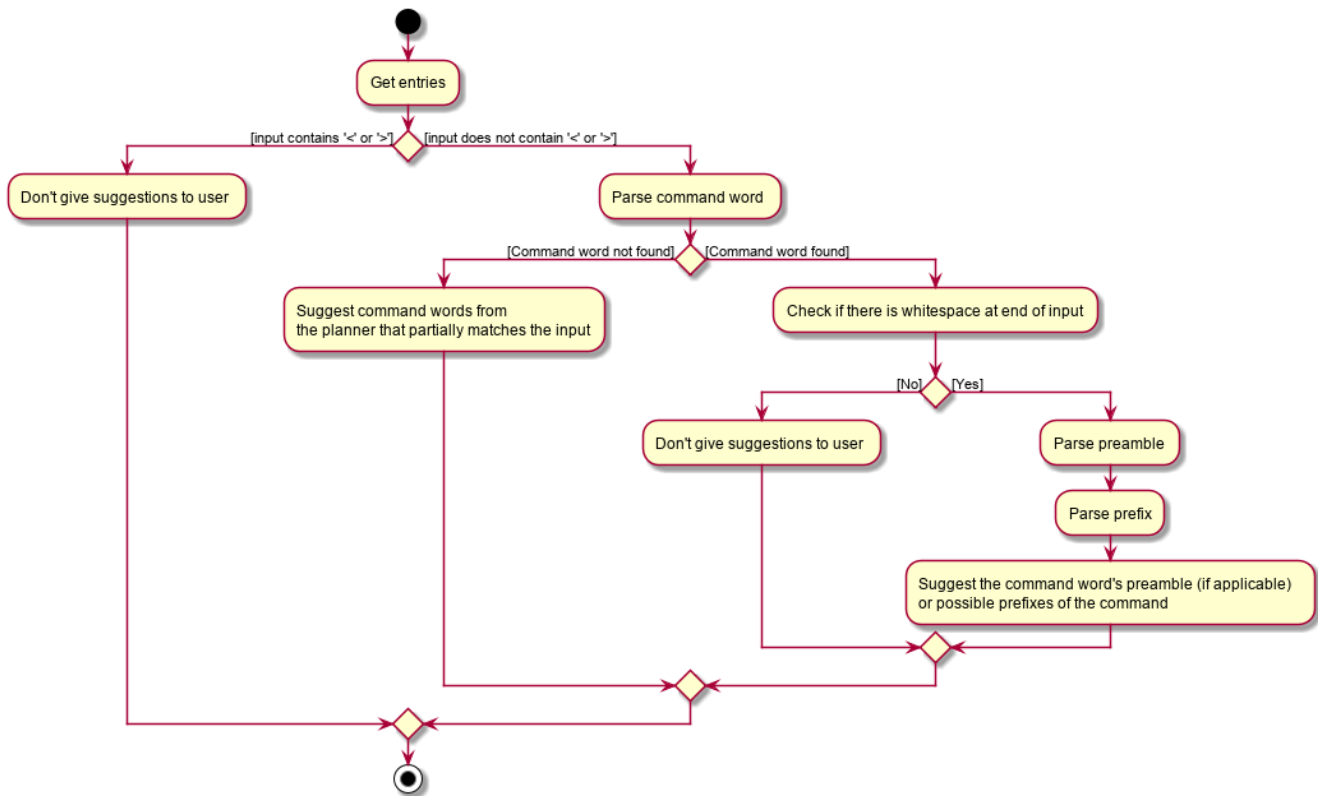 Get entries
[input contains '<' or '>']
[input does not contain '<' or '>']
Don't give suggestions to user
Parse command word
[Command word not found]
[Command word found]
Suggest command words from
the planner that partially matches the input
Check if there is whitespace at end of input
[No]
[Yes]
Don't give suggestions to user
Parse preamble
Parse prefix
Suggest the command word's preamble (if applicable)
or possible prefixes of the command